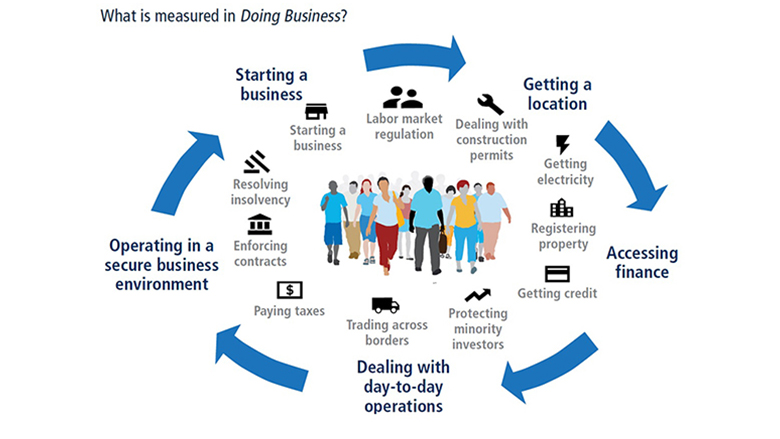 What is measured in Doing Business?
Starting a
business
Getting a
location
Accessing
finance
Dealing with
day-to-day
operations
Operating in a
secure business
environment
Starting a
business
Labor market
regulation
Dealing with
construction
permits
Getting
electricity
Registering
property
Getting credit
Protecting
minority
investors
Trading across
borders
Paying taxes
$
Enforcing
contracts
Resolving
insolvency